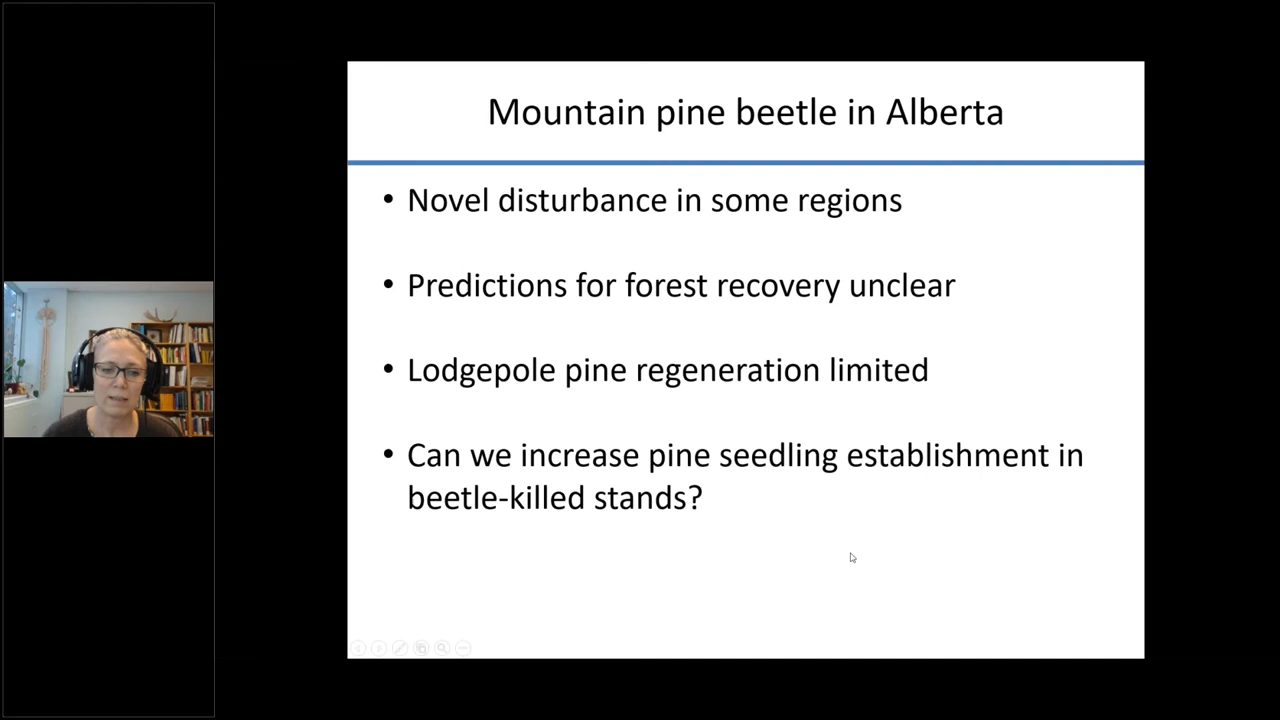 Mountain pine beetle in Alberta
• Novel disturbance in some regions
• Predictions for forest recovery unclear
• Lodgepole pine regeneration limited
• Can we increase pine seedling establishment in
beetle-killed stands?